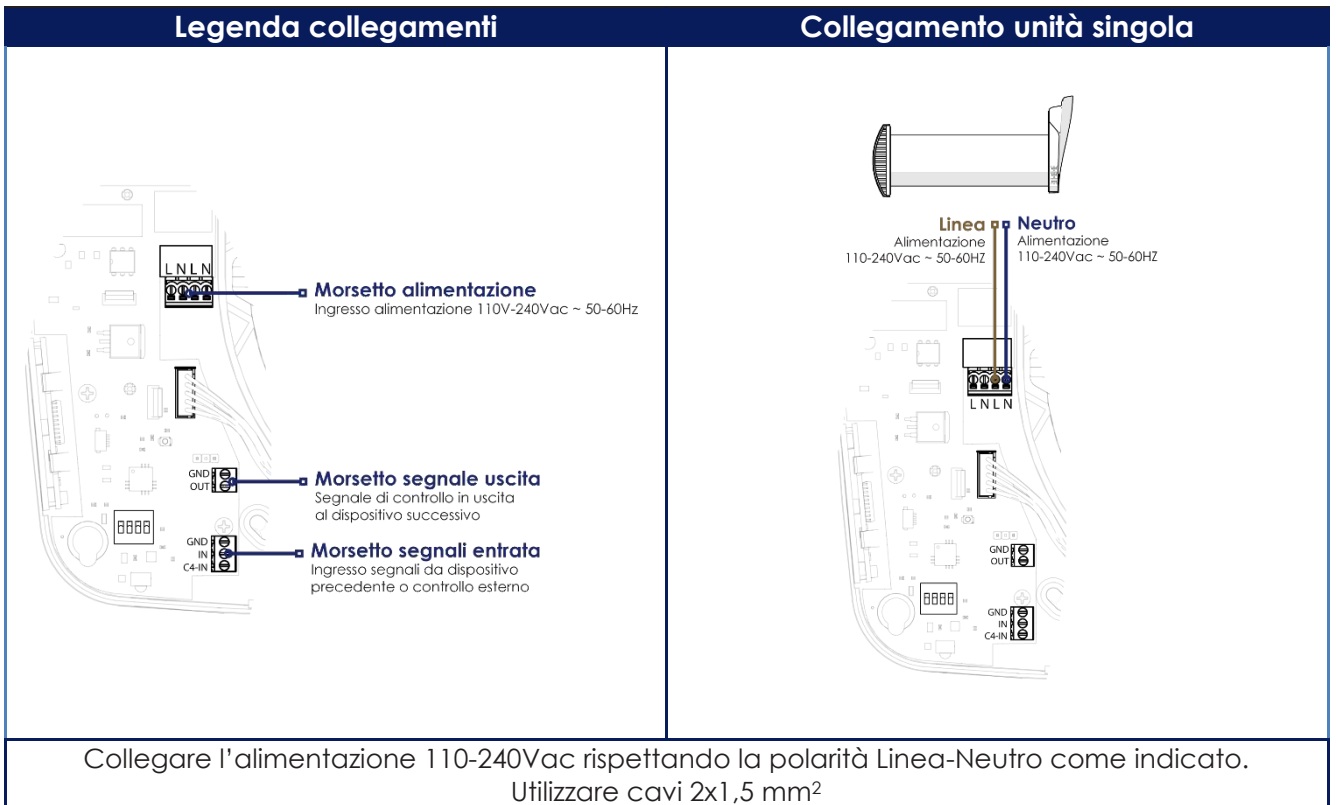 Legenda collegamenti
Collegamento unità singola
L N L N
Morsetto alimentazione
Ingresso alimentazione 110V-240Vac ~ 50-60Hz
GND
OUT
Morsetto segnale uscita
Segnale di controllo in uscita
al dispositivo successivo
GND
IN
C4-IN
Morsetto segnali entrata
Ingresso segnali da dispositivo
precedente o controllo esterno
Linea
Alimentazione
110-240Vac ~ 50-60HZ
Neutro
Alimentazione
110-240Vac ~ 50-60HZ
L N L N
GND
OUT
GND
IN
C4-IN
Collegare l’alimentazione 110-240Vac rispettando la polarità Linea-Neutro come indicato.
Utilizzare cavi 2x1,5 mm²